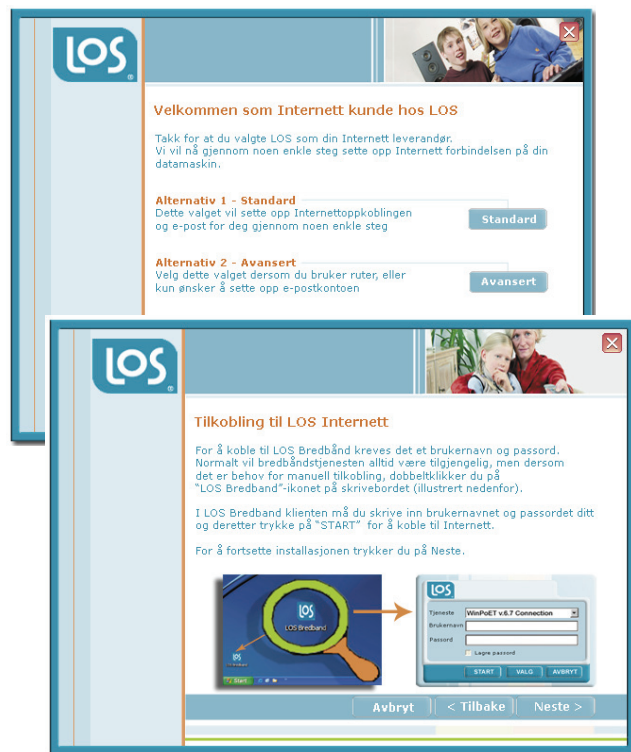 LOS
®
Velkommen som Internett kunde hos LOS
Takk for at du valgte LOS som din Internett leverandør.
Vi vil nå gjennom noen enkle steg sette opp Internett forbindelsen på din
datamaskin.
Alternativ 1 - Standard
Dette valget vil sette opp Internettoppkoblingen
og e-post for deg gjennom noen enkle steg
Standard
Alternativ 2 - Avansert
Velg dette valget dersom du bruker ruter, eller
kun ønsker å sette opp e-postkontoen
Avansert
LOS
®
Tilkobling til LOS Internett
For å koble til LOS Bredbånd kreves det et brukernavn og passord.
Normalt vil bredbåndstjenesten alltid være tilgjengelig, men dersom
det er behov for manuell tilkobling, dobbeltklikker du på
“LOS Bredband”-ikonet på skrivebordet (illustrert nedenfor).
I LOS Bredband klienten må du skrive inn brukernavnet og passordet ditt
og deretter trykke på “START” for å koble til Internett.
For å fortsette installasjonen trykker du på Neste.
LOS
LOS Bredband
LOS
Start
LOS
Tjeneste WinPoET v.6.7 Connection
Brukernavn
Passord
Lagre passord
START VALG AVBRYT
Avbryt < Tilbake Neste >